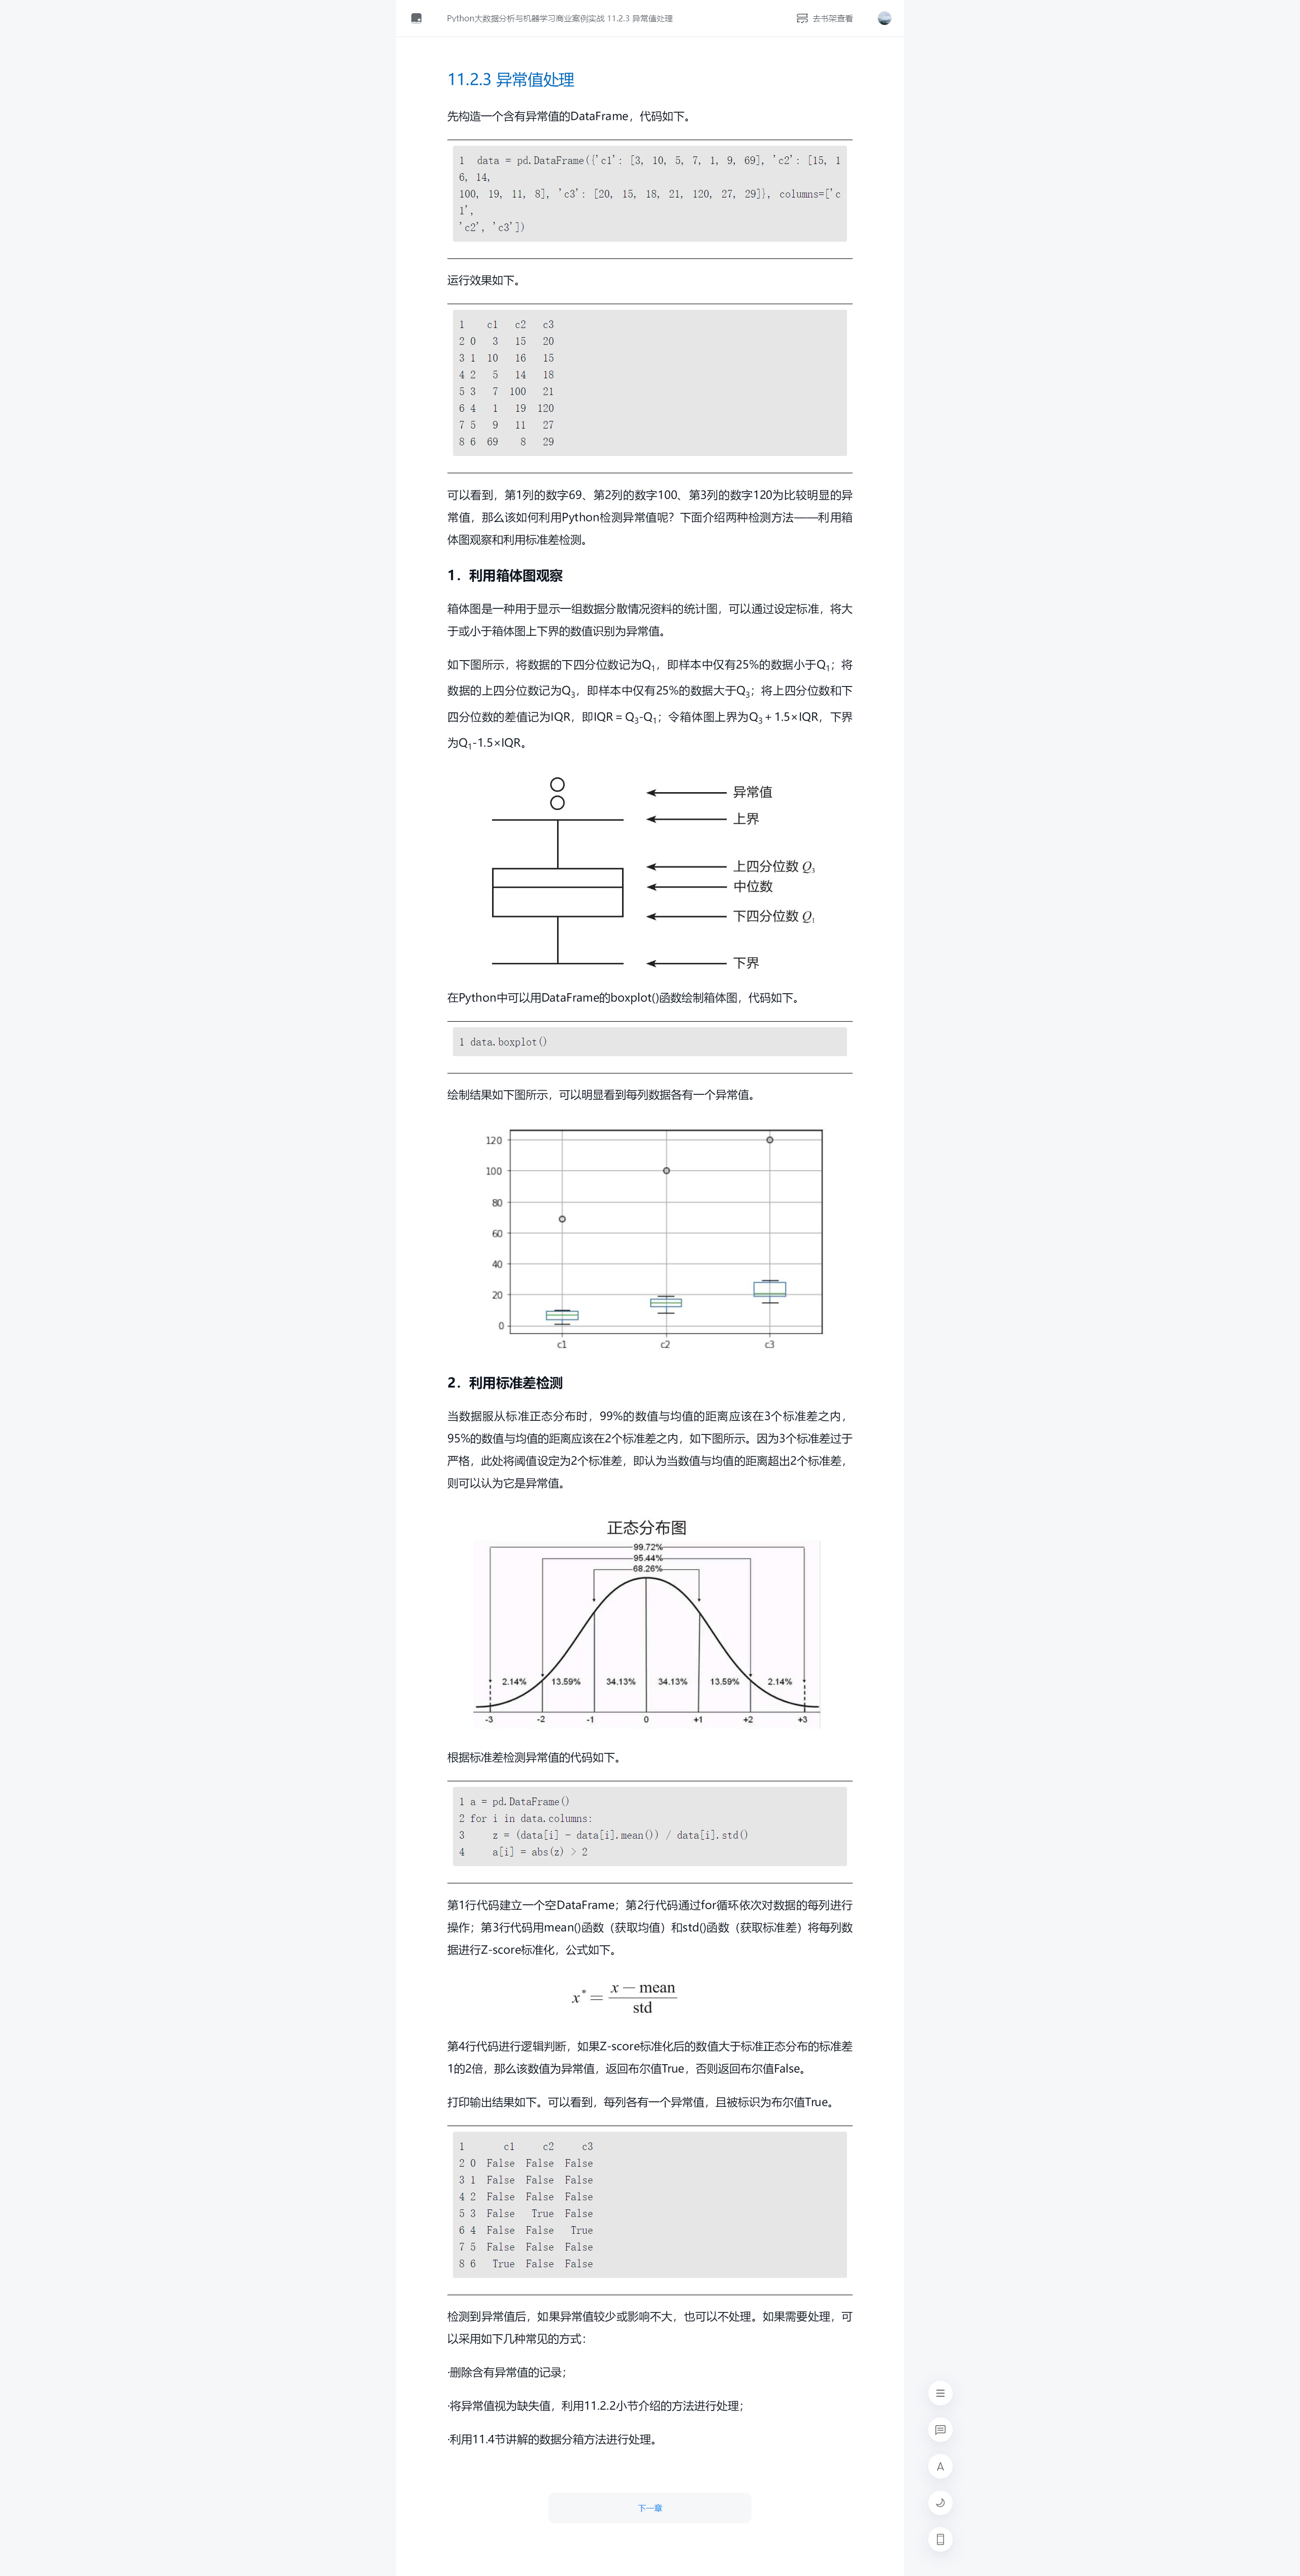 Python大数据分析与机器学习商业案例实战 11.2.3 异常值处理
去书架查看
11.2.3 异常值处理
先构造一个含有异常值的DataFrame，代码如下。
1  data = pd.DataFrame({'c1': [3, 10, 5, 7, 1, 9, 69], 'c2': [15, 1
6, 14,
100, 19, 11, 8], 'c3': [20, 15, 18, 21, 120, 27, 29]}, columns=['c
1',
'c2', 'c3'])
运行效果如下。
1    c1   c2   c3
2 0   3   15   20
3 1  10   16   15
4 2   5   14   18
5 3   7  100   21
6 4   1   19  120
7 5   9   11   27
8 6  69    8   29
可以看到，第1列的数字69、第2列的数字100、第3列的数字120为比较明显的异
常值，那么该如何利用Python检测异常值呢？下面介绍两种检测方法——利用箱
体图观察和利用标准差检测。
1．利用箱体图观察
箱体图是一种用于显示一组数据分散情况资料的统计图，可以通过设定标准，将大
于或小于箱体图上下界的数值识别为异常值。
如下图所示，将数据的下四分位数记为Q1，即样本中仅有25%的数据小于Q1；将
数据的上四分位数记为Q3，即样本中仅有25%的数据大于Q3；将上四分位数和下
四分位数的差值记为IQR，即IQR＝Q3-Q1；令箱体图上界为Q3＋1.5×IQR，下界
为Q1-1.5×IQR。
异常值
上界
上四分位数 Q3
中位数
下四分位数 Q1
下界
在Python中可以用DataFrame的boxplot()函数绘制箱体图，代码如下。
1 data.boxplot()
绘制结果如下图所示，可以明显看到每列数据各有一个异常值。
120
100
80
60
40
20
0
c1 c2 c3
2．利用标准差检测
当数据服从标准正态分布时，99%的数值与均值的距离应该在3个标准差之内，
95%的数值与均值的距离应该在2个标准差之内，如下图所示。因为3个标准差过于
严格，此处将阈值设定为2个标准差，即认为当数值与均值的距离超出2个标准差，
则可以认为它是异常值。
正态分布图
99.72%
95.44%
68.26%
2.14% 13.59% 34.13% 34.13% 13.59% 2.14%
-3 -2 -1 0 +1 +2 +3
根据标准差检测异常值的代码如下。
1 a = pd.DataFrame()
2 for i in data.columns:
3     z = (data[i] - data[i].mean()) / data[i].std()
4     a[i] = abs(z) > 2
第1行代码建立一个空DataFrame；第2行代码通过for循环依次对数据的每列进行
操作；第3行代码用mean()函数（获取均值）和std()函数（获取标准差）将每列数
据进行Z-score标准化，公式如下。
x* = (x − mean) / std
第4行代码进行逻辑判断，如果Z-score标准化后的数值大于标准正态分布的标准差
1的2倍，那么该数值为异常值，返回布尔值True，否则返回布尔值False。
打印输出结果如下。可以看到，每列各有一个异常值，且被标识为布尔值True。
1       c1     c2     c3
2 0  False  False  False
3 1  False  False  False
4 2  False  False  False
5 3  False   True  False
6 4  False  False   True
7 5  False  False  False
8 6   True  False  False
检测到异常值后，如果异常值较少或影响不大，也可以不处理。如果需要处理，可
以采用如下几种常见的方式：
·删除含有异常值的记录；
·将异常值视为缺失值，利用11.2.2小节介绍的方法进行处理；
·利用11.4节讲解的数据分箱方法进行处理。
A
下一章